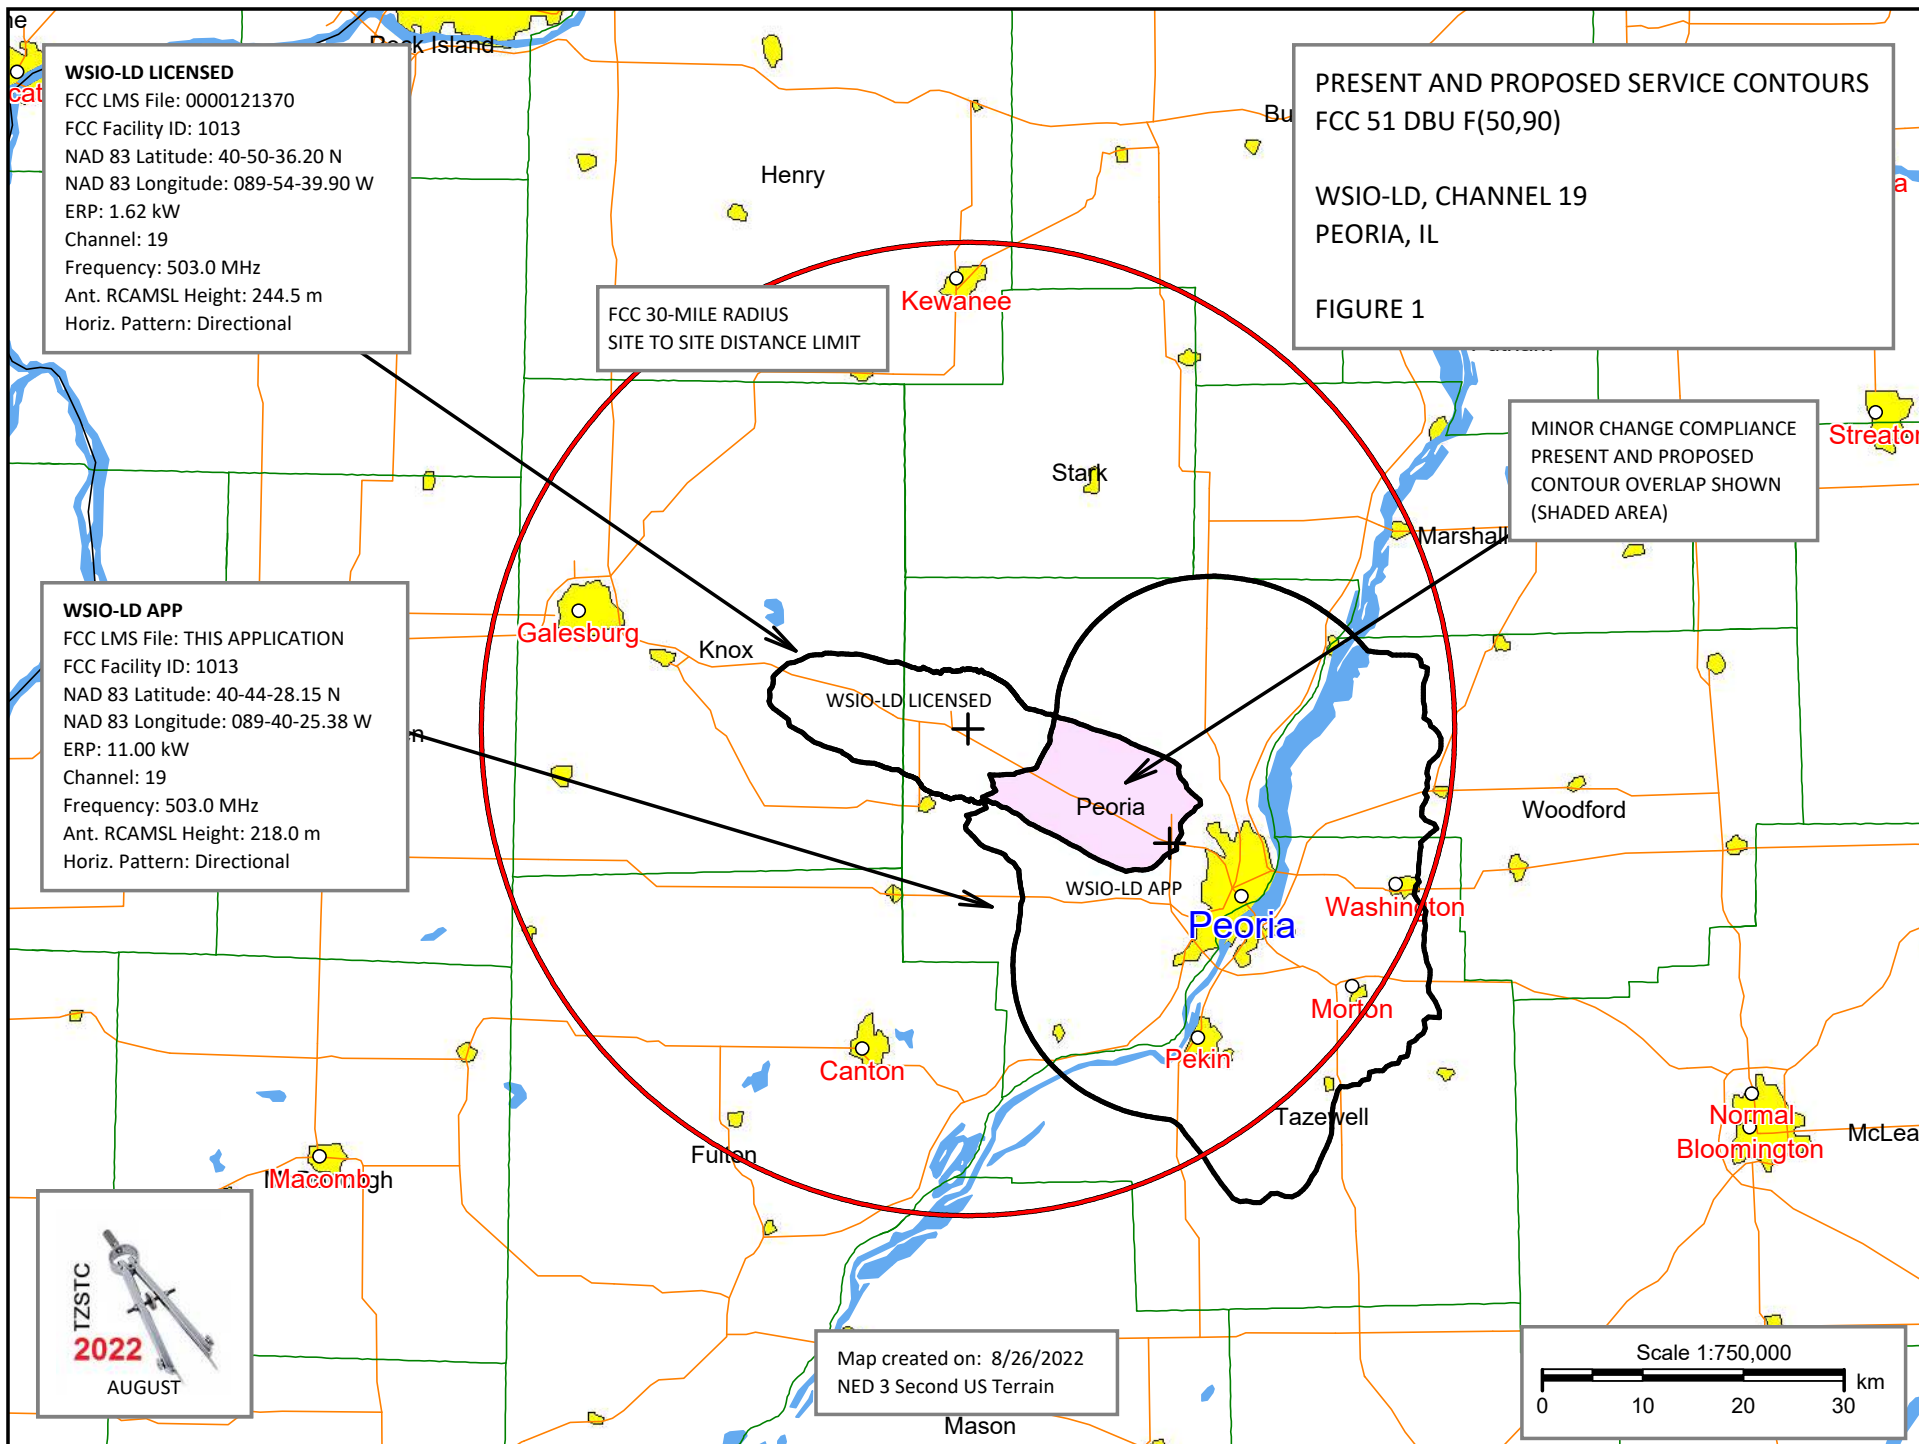 Rock Island
WSIO-LD LICENSED
FCC LMS File: 0000121370
FCC Facility ID: 1013
NAD 83 Latitude: 40-50-36.20 N
NAD 83 Longitude: 089-54-39.90 W
ERP: 1.62 kW
Channel: 19
Frequency: 503.0 MHz
Ant. RCAMSL Height: 244.5 m
Horiz. Pattern: Directional
PRESENT AND PROPOSED SERVICE CONTOURS
FCC 51 DBU F(50,90)
WSIO-LD, CHANNEL 19
PEORIA, IL
FIGURE 1
Bu
Henry
Kewanee
FCC 30-MILE RADIUS
SITE TO SITE DISTANCE LIMIT
MINOR CHANGE COMPLIANCE
PRESENT AND PROPOSED
CONTOUR OVERLAP SHOWN
(SHADED AREA)
Streator
Stark
Marshall
WSIO-LD APP
FCC LMS File: THIS APPLICATION
FCC Facility ID: 1013
NAD 83 Latitude: 40-44-28.15 N
NAD 83 Longitude: 089-40-25.38 W
ERP: 11.00 kW
Channel: 19
Frequency: 503.0 MHz
Ant. RCAMSL Height: 218.0 m
Horiz. Pattern: Directional
Galesburg
Knox
WSIO-LD LICENSED
Peoria
Woodford
WSIO-LD APP
Peoria
Washington
Morton
Pekin
Canton
Tazewell
Normal
Bloomington
McLea
Fulton
Macomb
TZSTC
2022
AUGUST
Map created on: 8/26/2022
NED 3 Second US Terrain
Mason
Scale 1:750,000
km
0 10 20 30